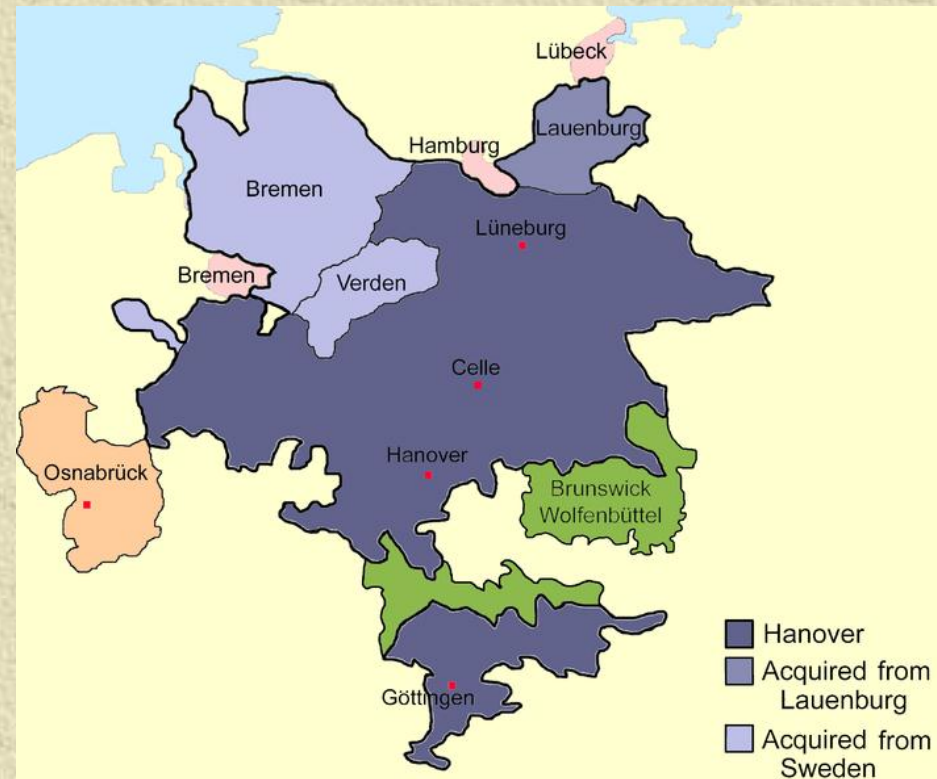 Lübeck
Lauenburg
Hamburg
Bremen
Lüneburg
Bremen
Verden
Celle
Hanover
Osnabrück
Brunswick
Wolfenbüttel
Göttingen
Hanover
Acquired from
Lauenburg
Acquired from
Sweden